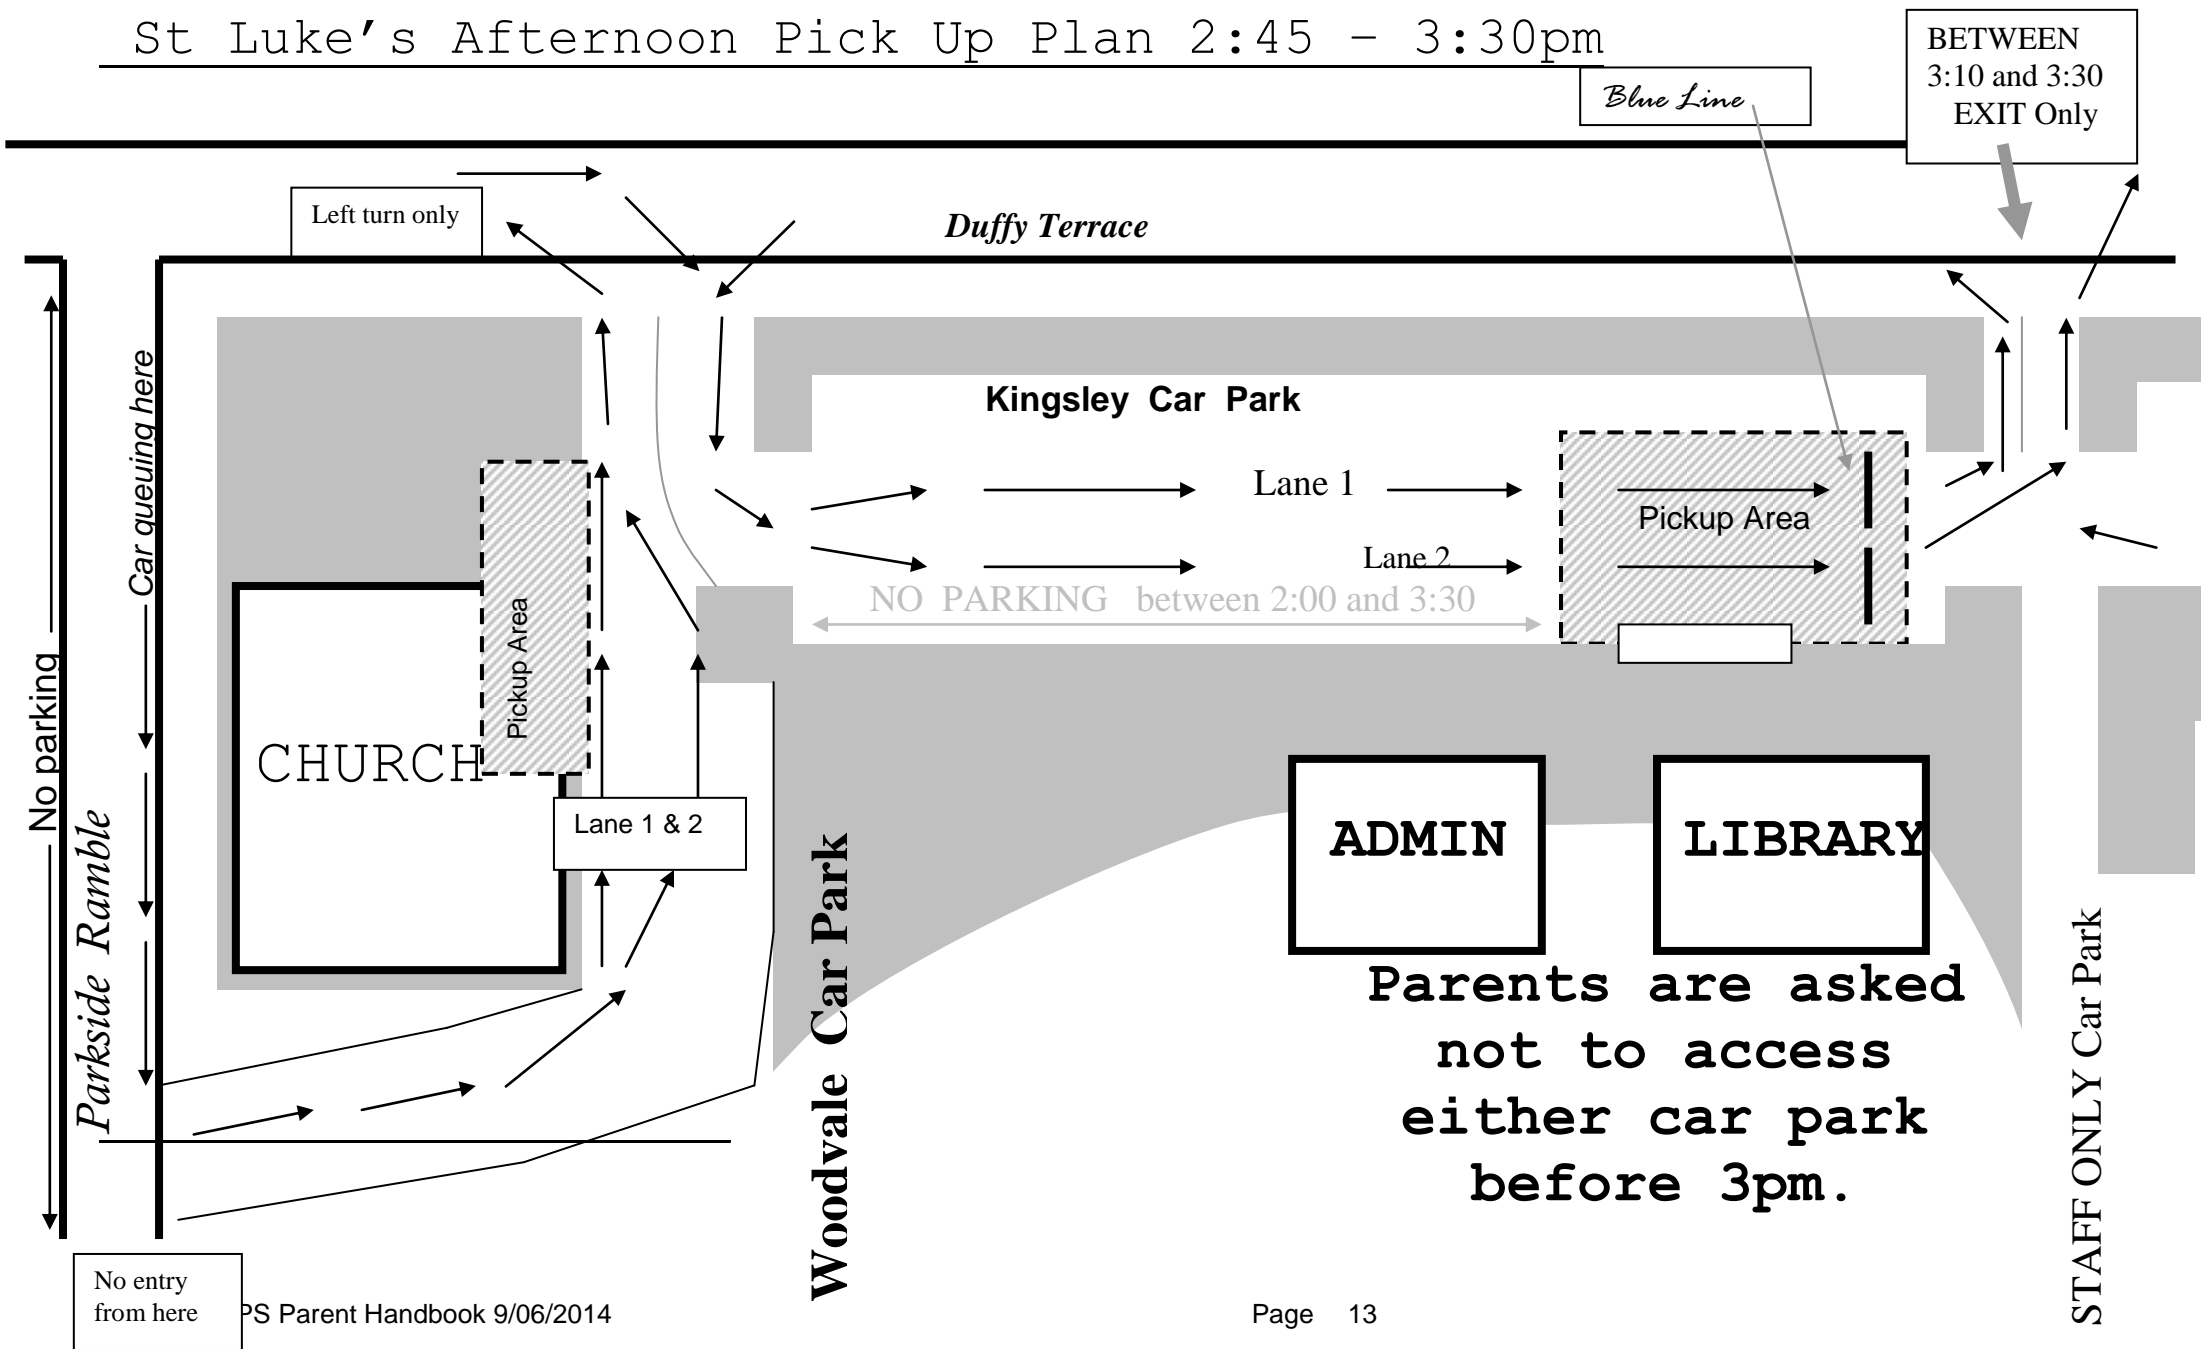 St Luke's Afternoon Pick Up Plan 2:45 – 3:30pm
BETWEEN
3:10 and 3:30
EXIT Only
Blue Line
Left turn only
Duffy Terrace
Kingsley Car Park
Car queuing here
No parking
Parkside Ramble
Lane 1
Pickup Area
Lane 2
NO PARKING between 2:00 and 3:30
Pickup Area
CHURCH
Lane 1 & 2
Woodvale Car Park
ADMIN
LIBRARY
Parents are asked
not to access
either car park
before 3pm.
STAFF ONLY Car Park
No entry
from here
PS Parent Handbook 9/06/2014
Page 13